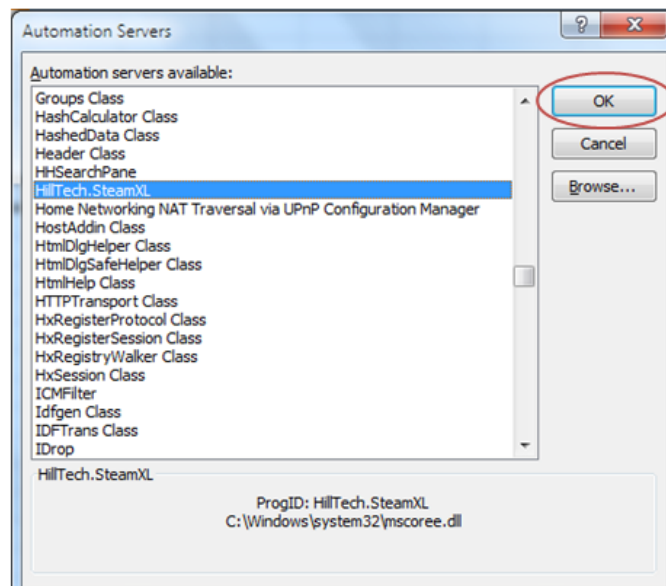 Automation Servers
Automation servers available:
Groups Class
HashCalculator Class
HashedData Class
Header Class
HHSearchPane
HillTech.SteamXL
Home Networking NAT Traversal via UPnP Configuration Manager
HostAddin Class
HtmlDlgHelper Class
HtmlDlgSafeHelper Class
HtmlHelp Class
HTTPTransport Class
HxRegisterProtocol Class
HxRegisterSession Class
HxRegistryWalker Class
HxSession Class
ICMFilter
Idfgen Class
IDFTrans Class
IDrop
OK
Cancel
Browse...
HillTech.SteamXL
ProgID: HillTech.SteamXL
C:\Windows\system32\mscoree.dll